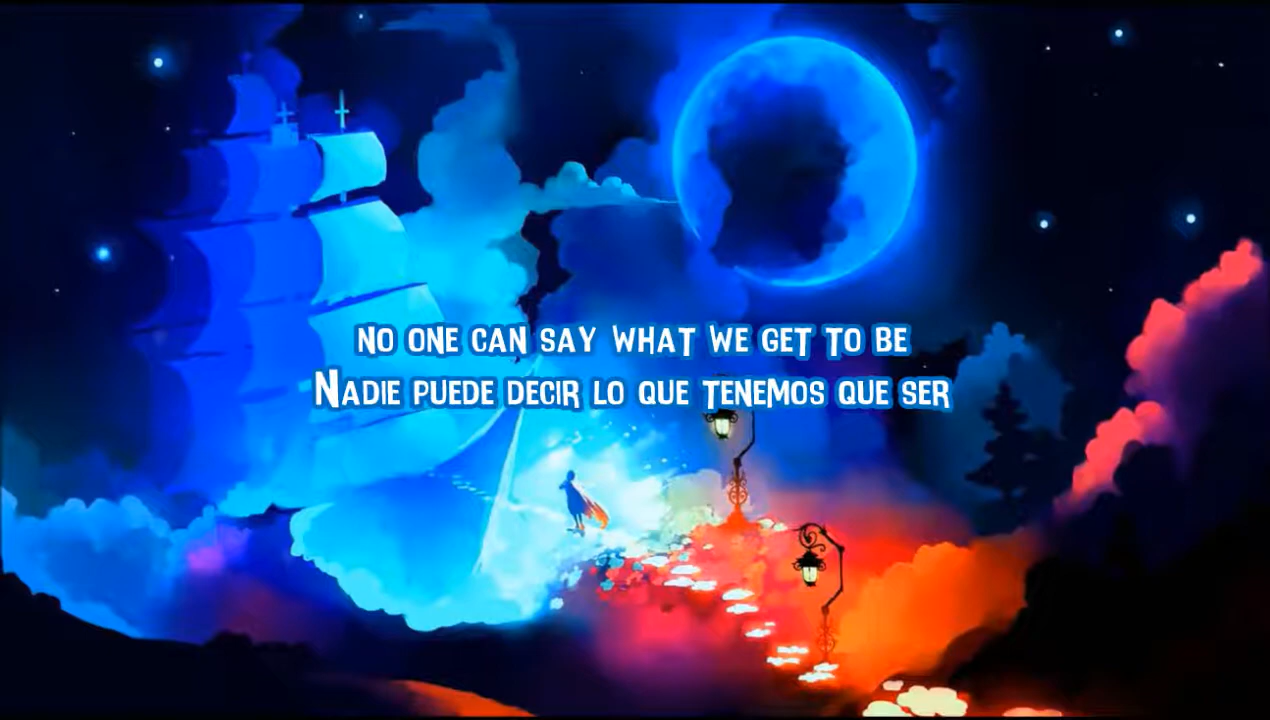 NO ONE CAN SAY WHAT WE GET TO BE
NADIE PUEDE DECIR LO QUE TENEMOS QUE SER